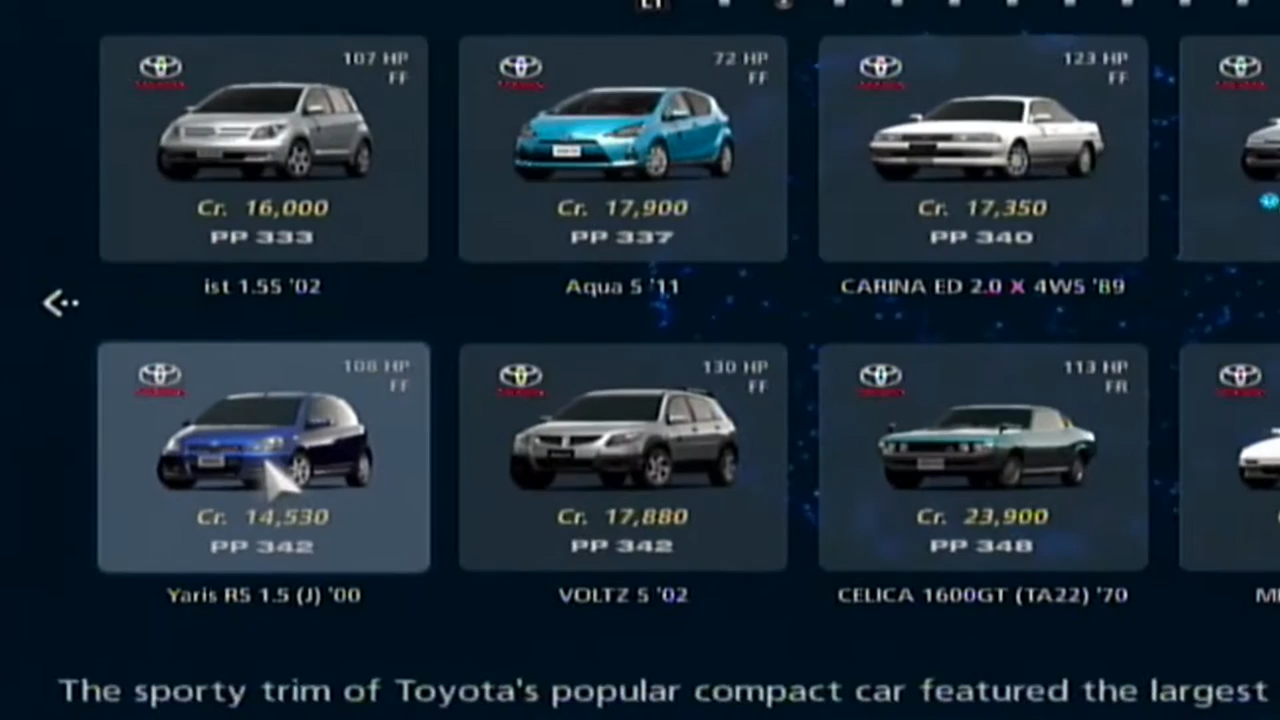 L1
107 HP
FF
Cr. 16,000
PP 333
ist 1.5S '02
72 HP
FF
Cr. 17,900
PP 337
Aqua S '11
123 HP
FF
Cr. 17,350
PP 340
CARINA ED 2.0 X 4WS '89
108 HP
FF
Cr. 14,530
PP 342
Yaris RS 1.5 (J) '00
130 HP
FF
Cr. 17,880
PP 342
VOLTZ S '02
113 HP
FR
Cr. 23,900
PP 348
CELICA 1600GT (TA22) '70
The sporty trim of Toyota's popular compact car featured the largest